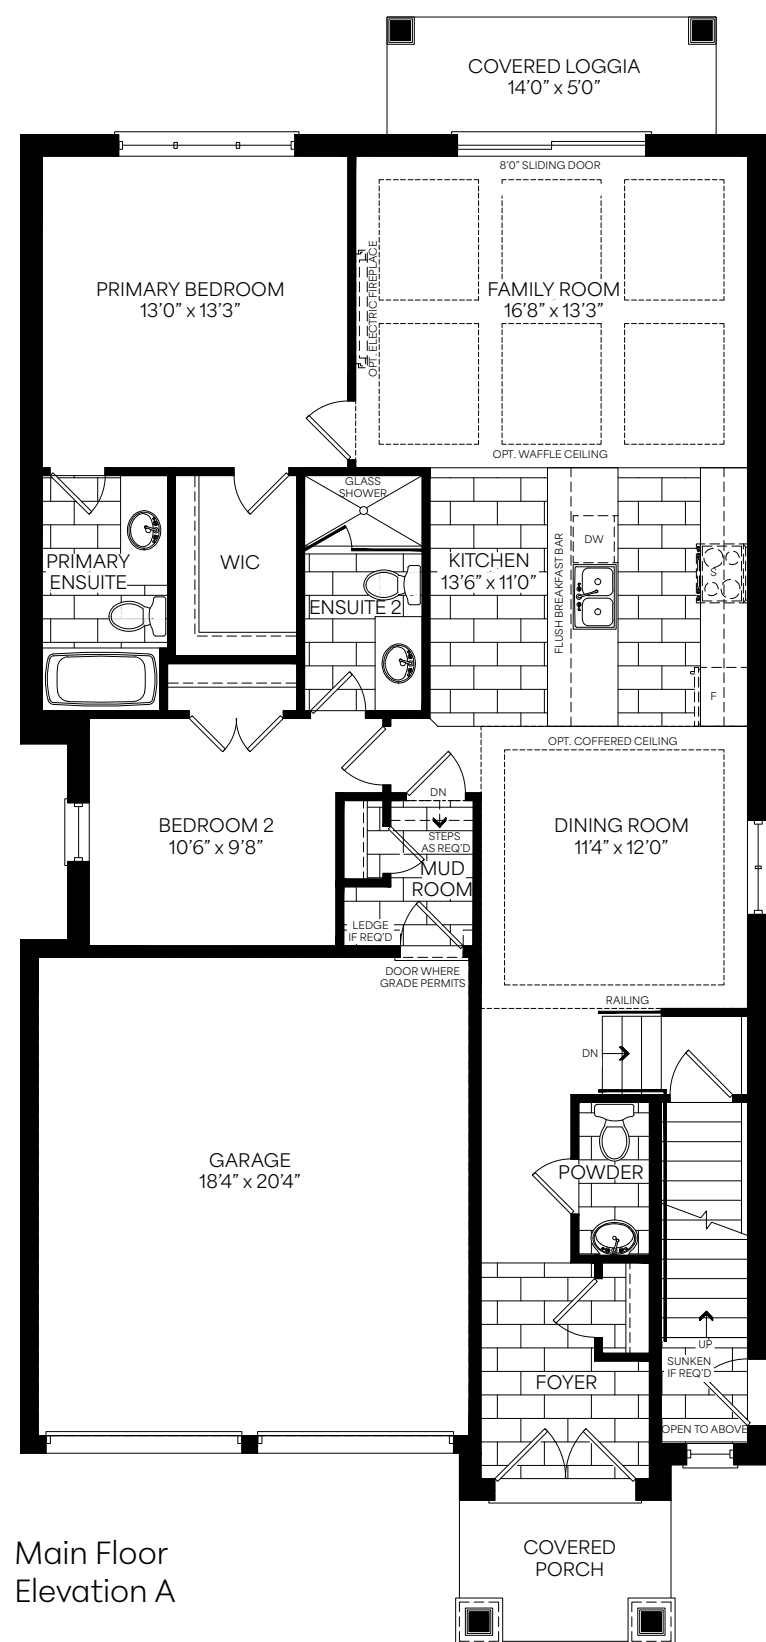 COVERED LOGGIA
14'0" x 5'0"
8'0" SLIDING DOOR
PRIMARY BEDROOM
13'0" x 13'3"
OPT. ELECTRIC FIREPLACE
FAMILY ROOM
16'8" x 13'3"
OPT. WAFFLE CEILING
GLASS
SHOWER
PRIMARY
ENSUITE
WIC
ENSUITE 2
KITCHEN
13'6" x 11'0"
FLUSH BREAKFAST BAR
DW
S
F
OPT. COFFERED CEILING
BEDROOM 2
10'6" x 9'8"
DN
STEPS
AS REQ'D
MUD
ROOM
LEDGE
IF REQ'D
DINING ROOM
11'4" x 12'0"
DOOR WHERE
GRADE PERMITS
RAILING
DN
GARAGE
18'4" x 20'4"
POWDER
UP
SUNKEN
IF REQ'D
FOYER
OPEN TO ABOVE
COVERED
PORCH
Main Floor
Elevation A